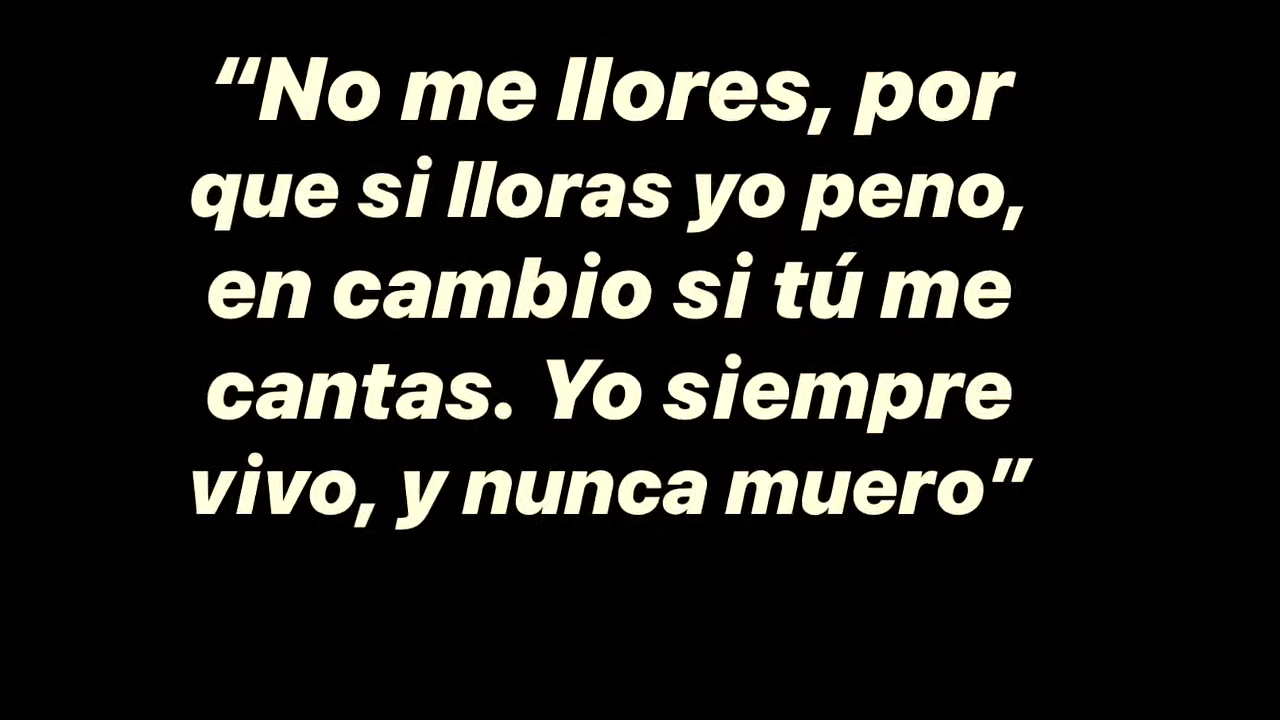 “No me llores, por
que si lloras yo peno,
en cambio si tú me
cantas. Yo siempre
vivo, y nunca muero”